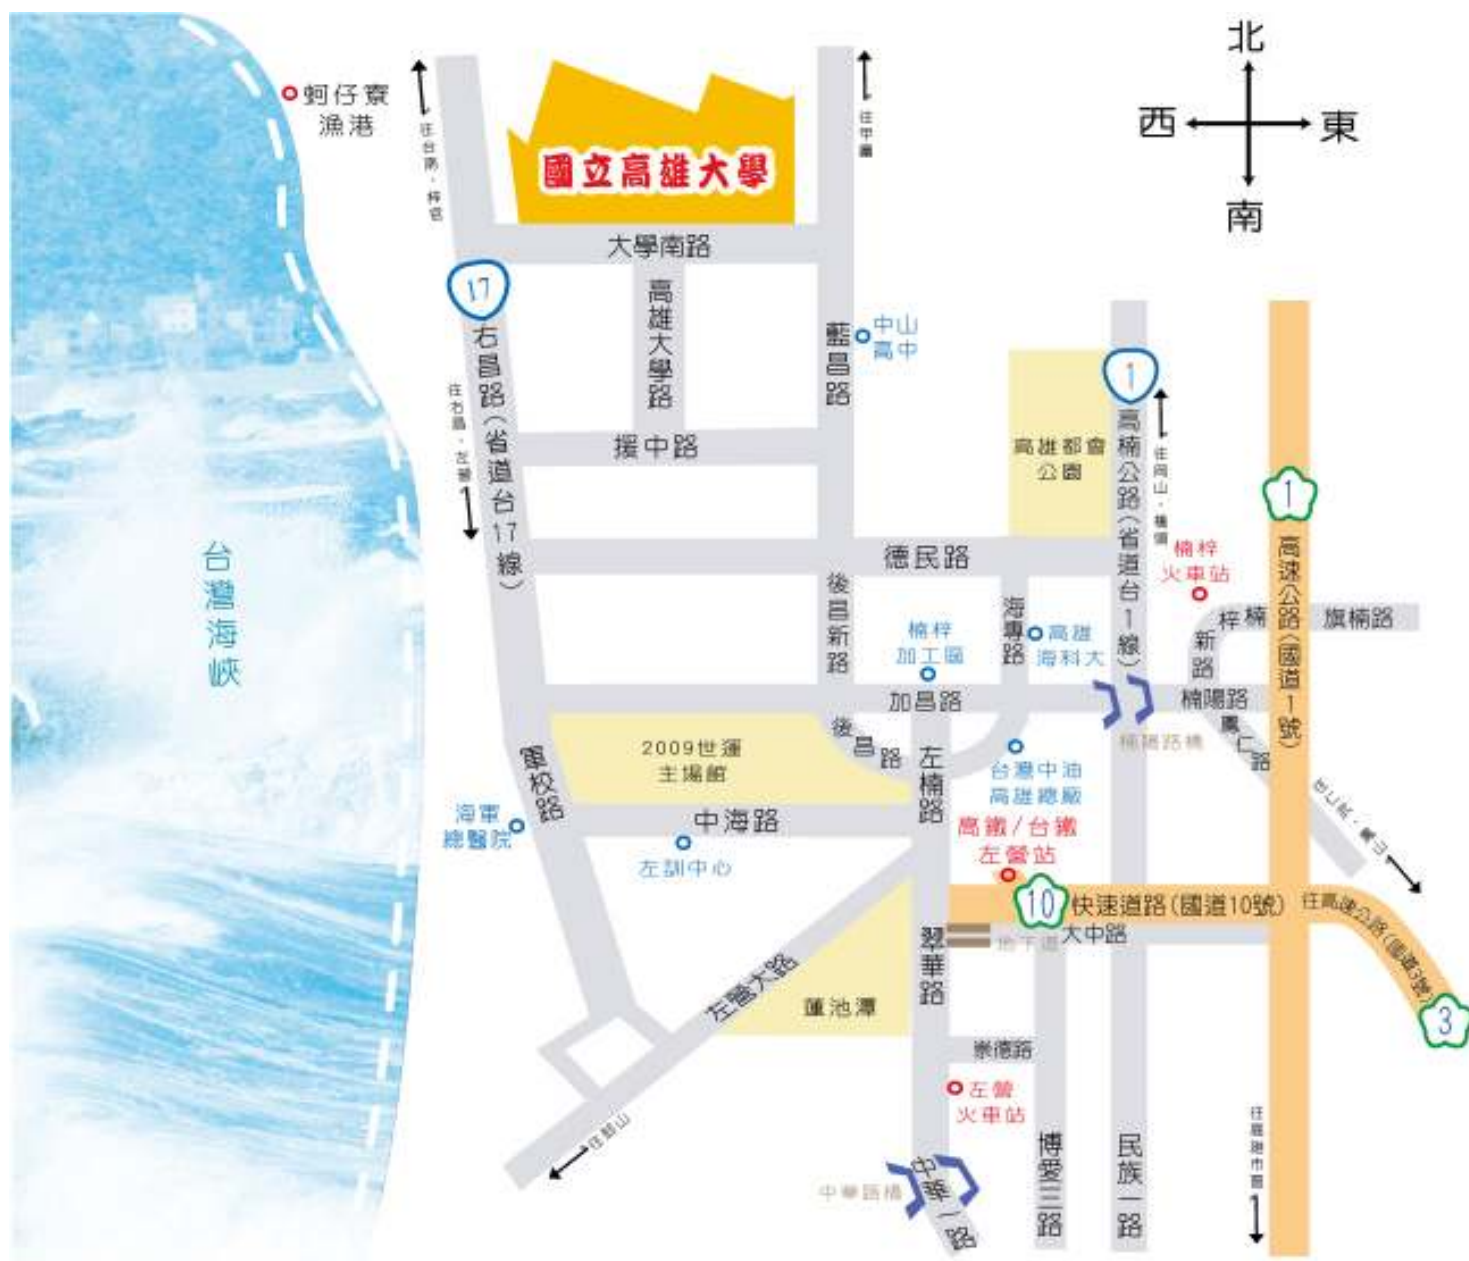 北
西
東
南
蚵仔寮
漁港
往台南、梓官
國立高雄大學
往甲圍
大學南路
17
右昌路(省道台17線)
高雄大學路
藍昌路
中山
高中
往右昌、左營
援中路
高雄都會
公園
1
高楠公路(省道台1線)
往岡山、橋頭
1
高速公路(國道1號)
台灣海峽
德民路
楠梓
火車站
後昌新路
楠梓
加工區
海專路
高雄
海科大
楠梓新路
旗楠路
加昌路
楠陽路
楠陽路橋
鳳仁路
往仁武、鳳山
軍校路
2009世運
主場館
後昌路
左楠路
台灣中油
高雄總廠
海軍
總醫院
中海路
左訓中心
高鐵/台鐵
左營站
10
快速道路(國道10號)
往高速公路(國道3號)
3
地下道
大中路
翠華路
左營大路
蓮池潭
崇德路
左營
火車站
往鼓山
中華路橋
中華一路
博愛三路
民族一路